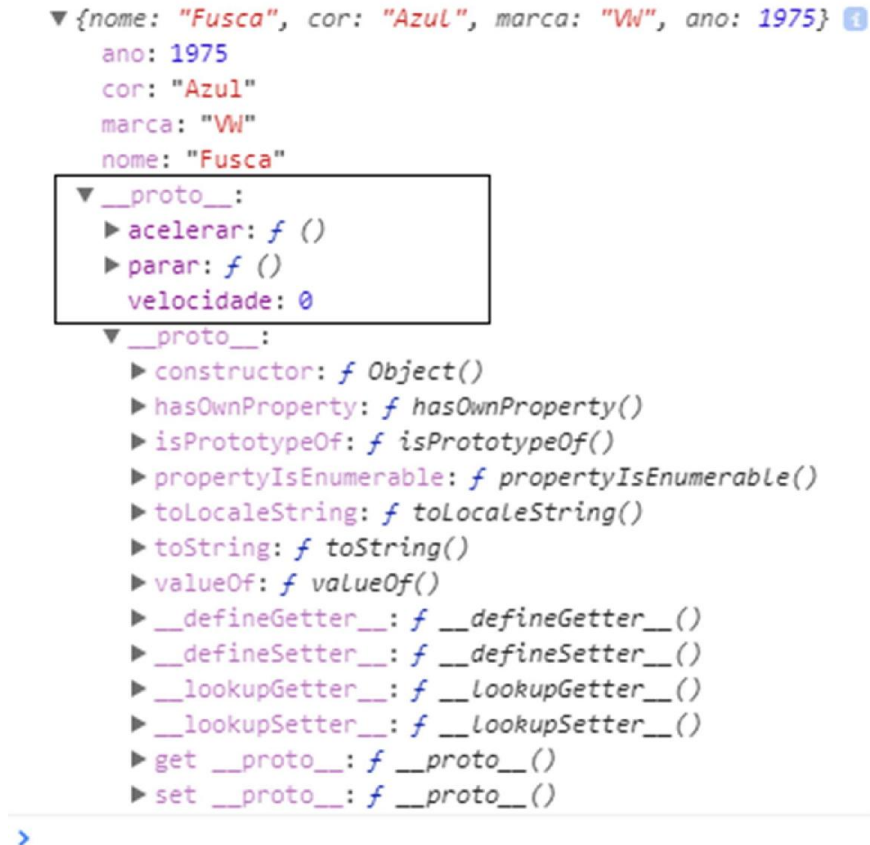 ▼ {nome: "Fusca", cor: "Azul", marca: "VW", ano: 1975} i
ano: 1975
cor: "Azul"
marca: "VW"
nome: "Fusca"
▼ __proto__:
▶ acelerar: ƒ ()
▶ parar: ƒ ()
velocidade: 0
▼ __proto__:
▶ constructor: ƒ Object()
▶ hasOwnProperty: ƒ hasOwnProperty()
▶ isPrototypeOf: ƒ isPrototypeOf()
▶ propertyIsEnumerable: ƒ propertyIsEnumerable()
▶ toLocaleString: ƒ toLocaleString()
▶ toString: ƒ toString()
▶ valueOf: ƒ valueOf()
▶ __defineGetter__: ƒ __defineGetter__()
▶ __defineSetter__: ƒ __defineSetter__()
▶ __lookupGetter__: ƒ __lookupGetter__()
▶ __lookupSetter__: ƒ __lookupSetter__()
▶ get __proto__: ƒ __proto__()
▶ set __proto__: ƒ __proto__()
>